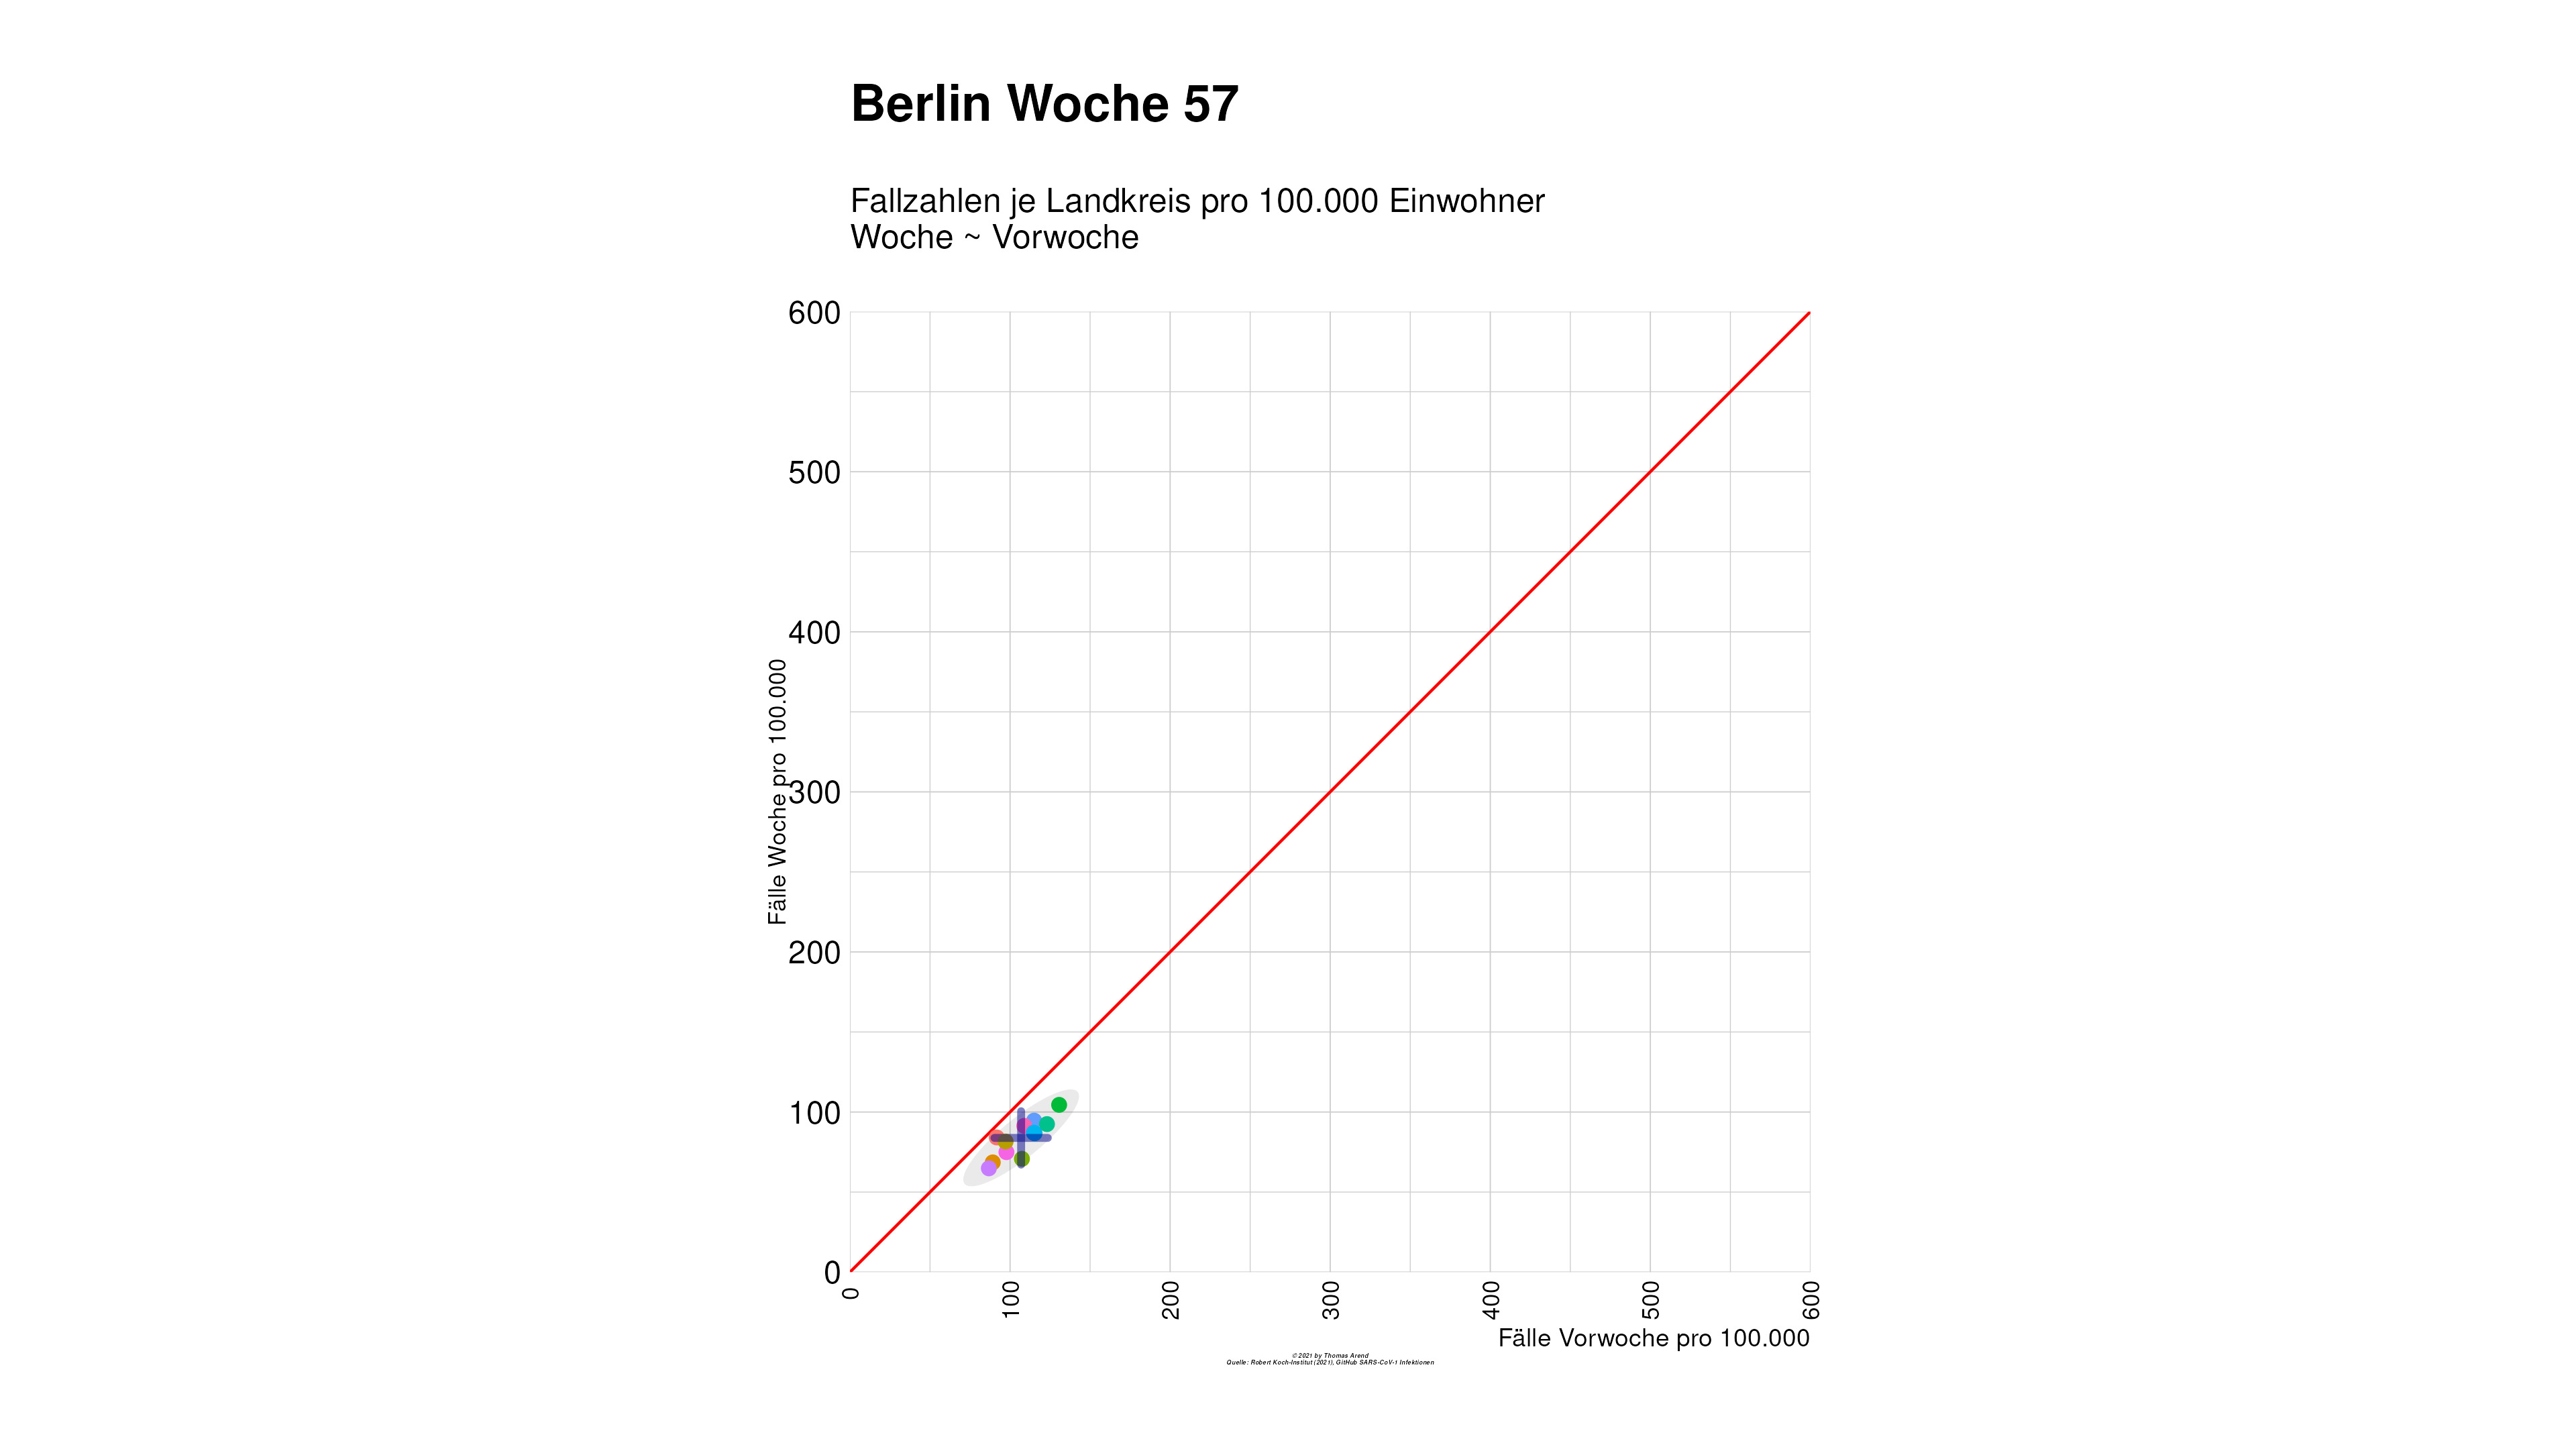 Berlin Woche 57
Fallzahlen je Landkreis pro 100.000 Einwohner
Woche ~ Vorwoche
600
500
400
300
200
100
0
Fälle Woche pro 100.000
0
100
200
300
400
500
600
Fälle Vorwoche pro 100.000
© 2021 by Thomas Arend
Quelle: Robert Koch-Institut (2021), GitHub SARS-CoV-1 Infektionen